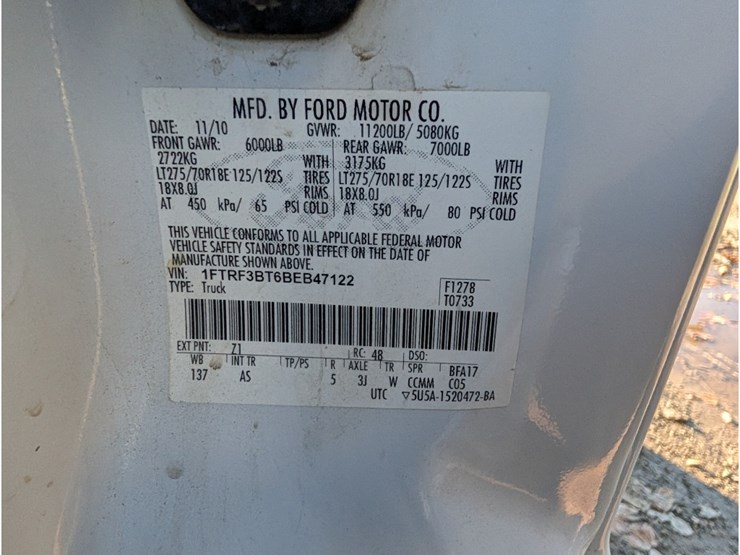 MFD. BY FORD MOTOR CO.
DATE: 11/10 GVWR: 11200LB/ 5080KG
FRONT GAWR: 6000LB REAR GAWR: 7000LB
2722KG WITH 3175KG WITH
LT275/70R18E 125/122S TIRES LT275/70R18E 125/122S TIRES
18X8.0J RIMS 18X8.0J RIMS
AT 450 kPa/ 65 PSI COLD AT 550 kPa/ 80 PSI COLD
THIS VEHICLE CONFORMS TO ALL APPLICABLE FEDERAL MOTOR
VEHICLE SAFETY STANDARDS IN EFFECT ON THE DATE OF
MANUFACTURE SHOWN ABOVE.
VIN: 1FTRF3BT6BEB47122
TYPE: Truck
F1278
T0733
EXT PNT: Z1 RC: 48 DSO:
WB INT TR TP/PS R AXLE TR SPR BFA17
137 AS 5 3J W CCMM C05
UTC ▽5U5A-1520472-BA